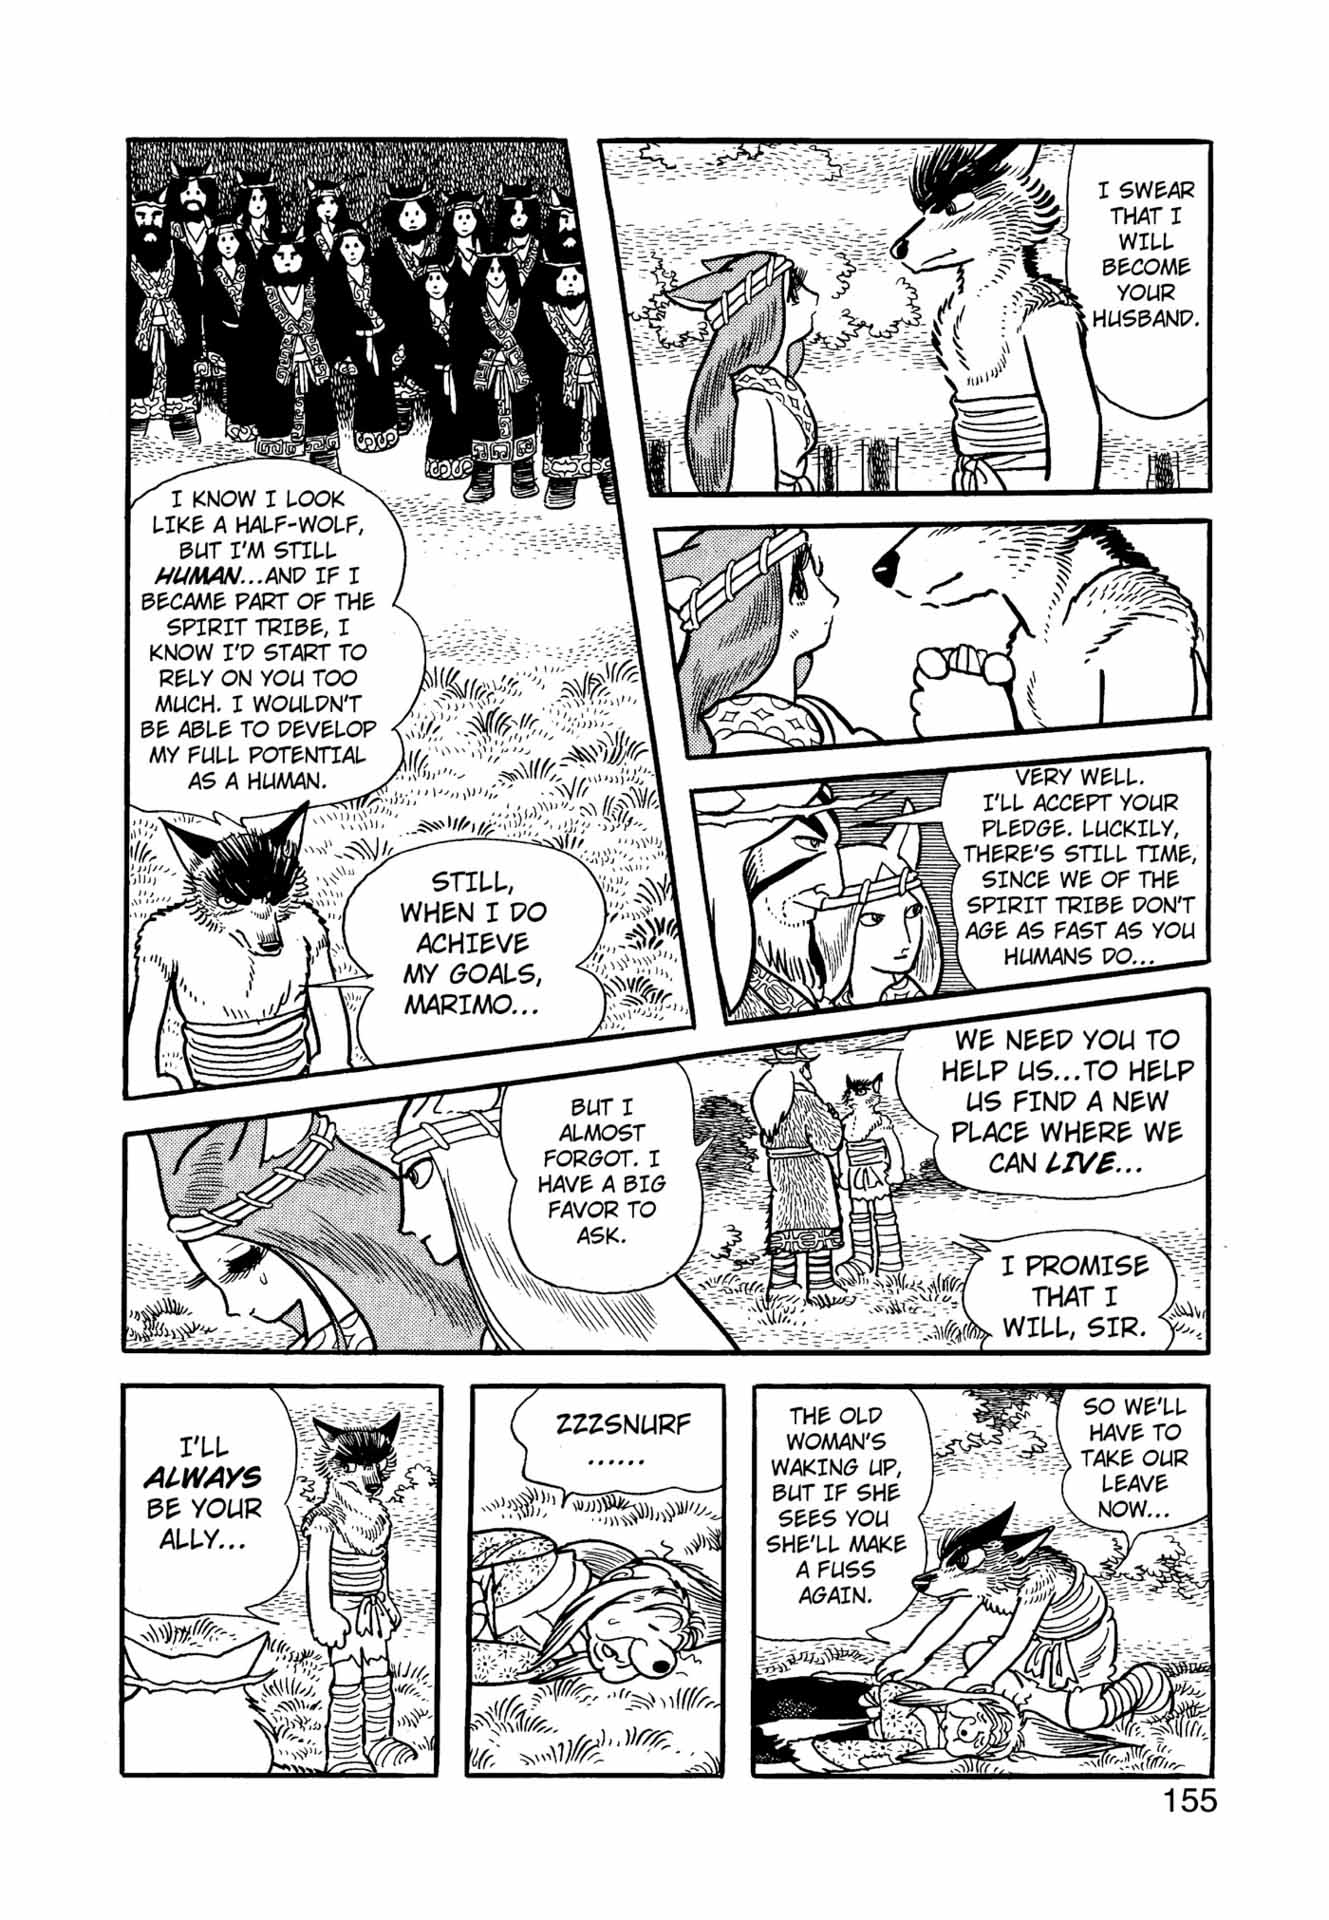 I KNOW I LOOK
LIKE A HALF-WOLF,
BUT I'M STILL
HUMAN...AND IF I
BECAME PART OF THE
SPIRIT TRIBE, I
KNOW I'D START TO
RELY ON YOU TOO
MUCH. I WOULDN'T
BE ABLE TO DEVELOP
MY FULL POTENTIAL
AS A HUMAN.
STILL,
WHEN I DO
ACHIEVE
MY GOALS,
MARIMO...
I SWEAR
THAT I
WILL
BECOME
YOUR
HUSBAND.
VERY WELL.
I'LL ACCEPT YOUR
PLEDGE. LUCKILY,
THERE'S STILL TIME,
SINCE WE OF THE
SPIRIT TRIBE DON'T
AGE AS FAST AS YOU
HUMANS DO...
BUT I
ALMOST
FORGOT. I
HAVE A BIG
FAVOR TO
ASK.
WE NEED YOU TO
HELP US...TO HELP
US FIND A NEW
PLACE WHERE WE
CAN LIVE...
I PROMISE
THAT I
WILL, SIR.
I'LL
ALWAYS
BE YOUR
ALLY...
ZZZSNURF
......
THE OLD
WOMAN'S
WAKING UP,
BUT IF SHE
SEES YOU
SHE'LL MAKE
A FUSS
AGAIN.
SO WE'LL
HAVE TO
TAKE OUR
LEAVE
NOW...
155